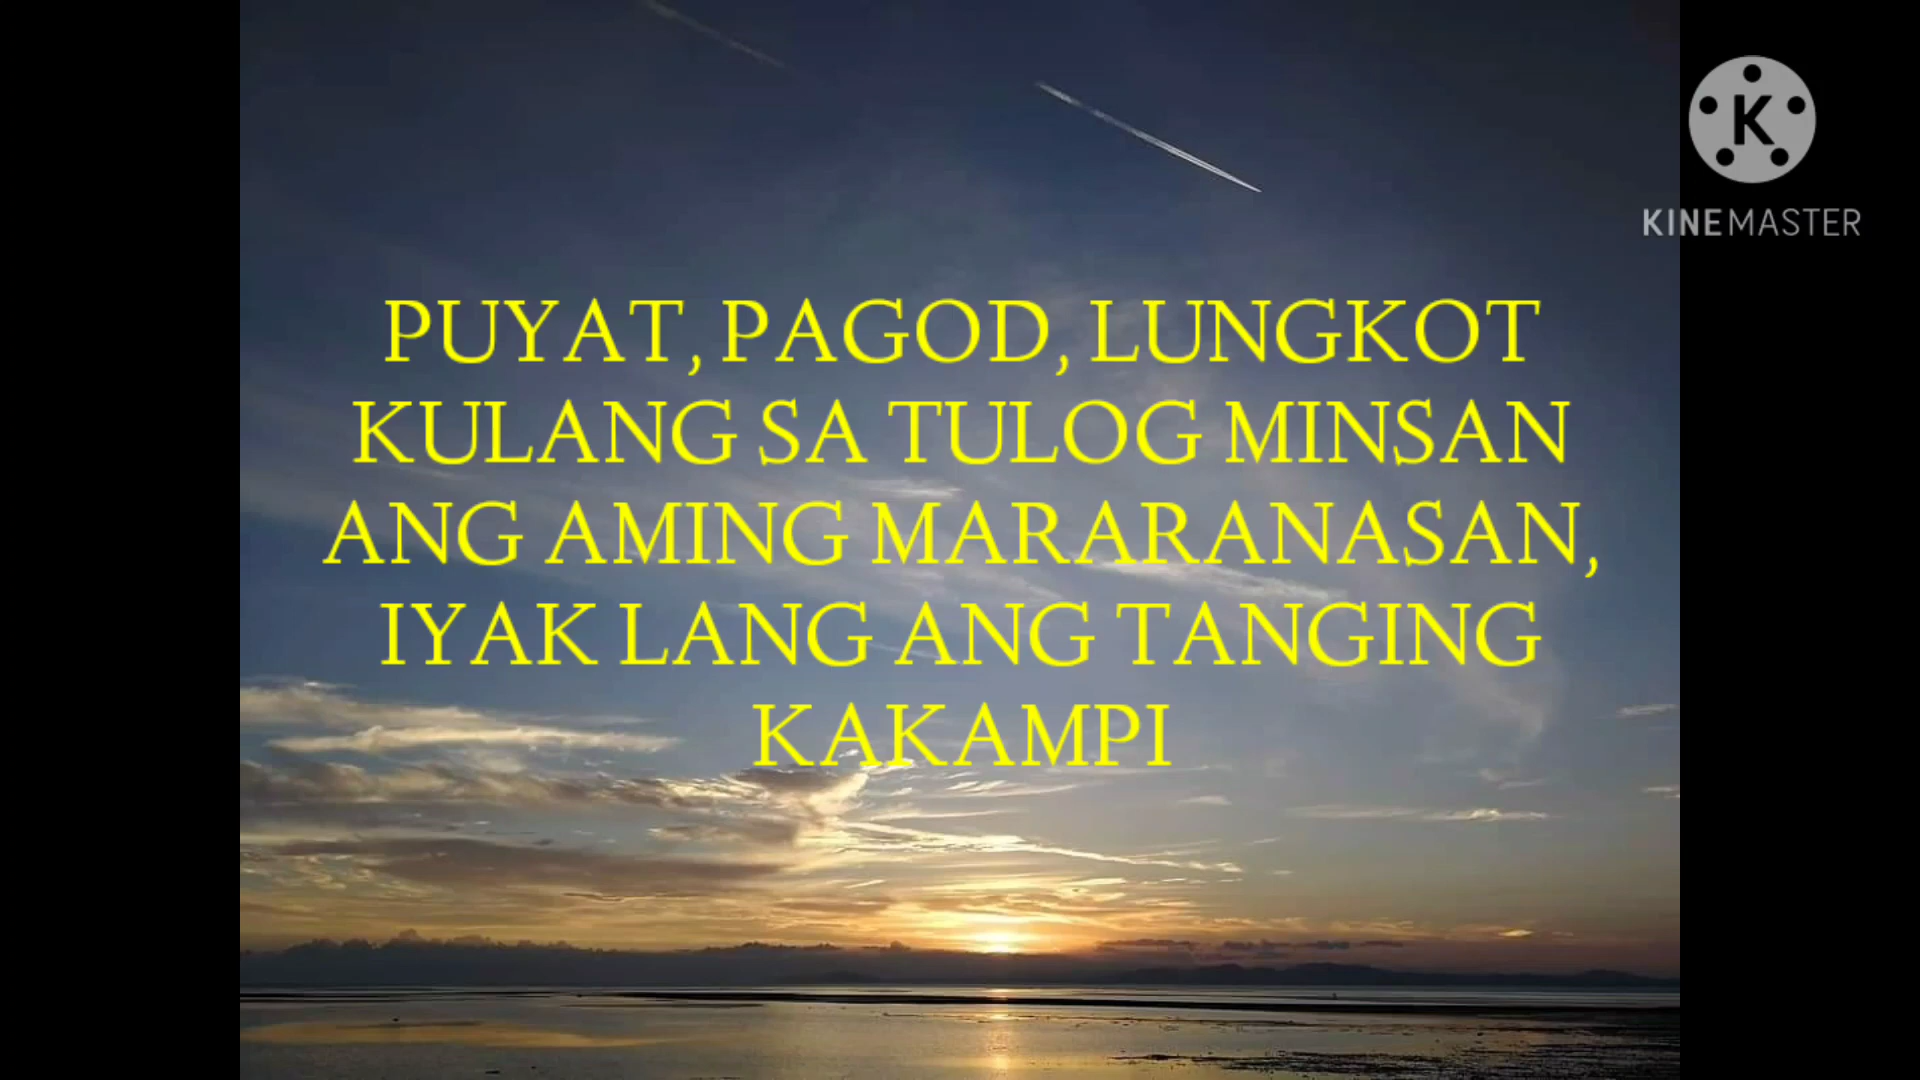 K
KINEMASTER
PUYAT, PAGOD, LUNGKOT
KULANG SA TULOG MINSAN
ANG AMING MARARANASAN,
IYAK LANG ANG TANGING
KAKAMPI